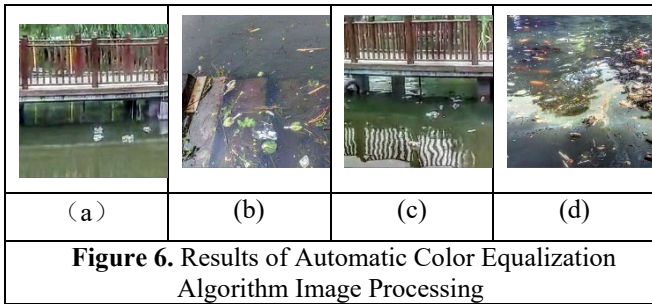 （a） (b) (c) (d)
Figure 6. Results of Automatic Color Equalization
Algorithm Image Processing